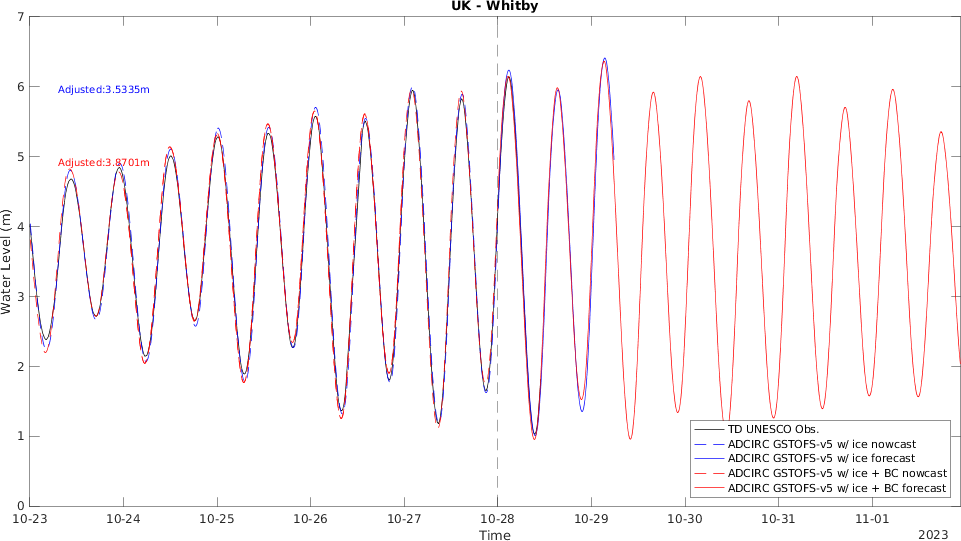 UK - Whitby
7
6
5
4
3
2
1
0
Water Level (m)
Adjusted:3.5335m
Adjusted:3.8701m
TD UNESCO Obs.
ADCIRC GSTOFS-v5 w/ ice nowcast
ADCIRC GSTOFS-v5 w/ ice forecast
ADCIRC GSTOFS-v5 w/ ice + BC nowcast
ADCIRC GSTOFS-v5 w/ ice + BC forecast
10-23 10-24 10-25 10-26 10-27 10-28 10-29 10-30 10-31 11-01
Time
2023